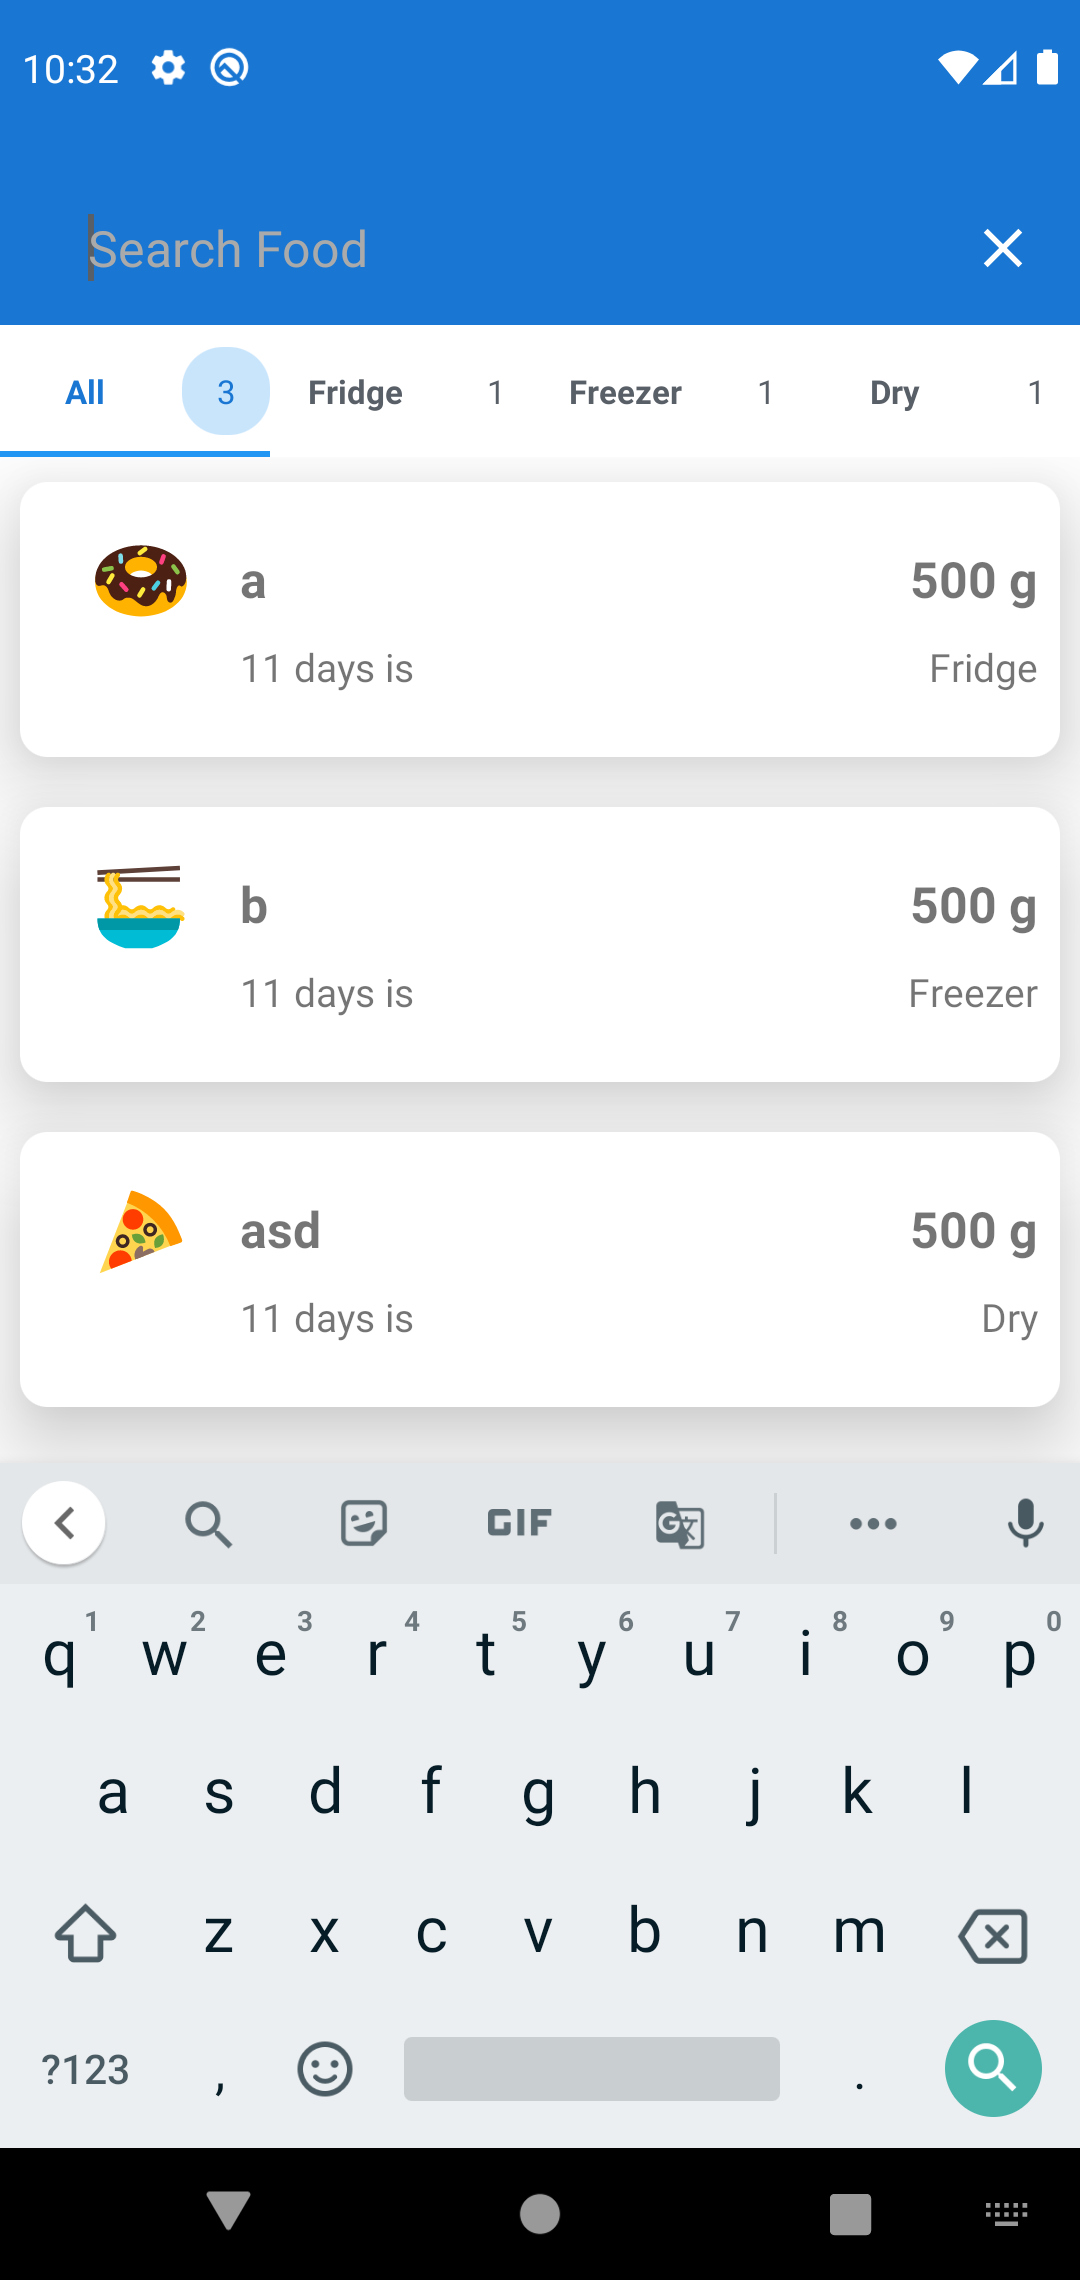 10:32
Search Food
All 3 Fridge 1 Freezer 1 Dry 1
a 500 g
11 days is Fridge
b 500 g
11 days is Freezer
asd 500 g
11 days is Dry
GIF
q 1 w 2 e 3 r 4 t 5 y 6 u 7 i 8 o 9 p 0
a s d f g h j k l
z x c v b n m
?123 , .